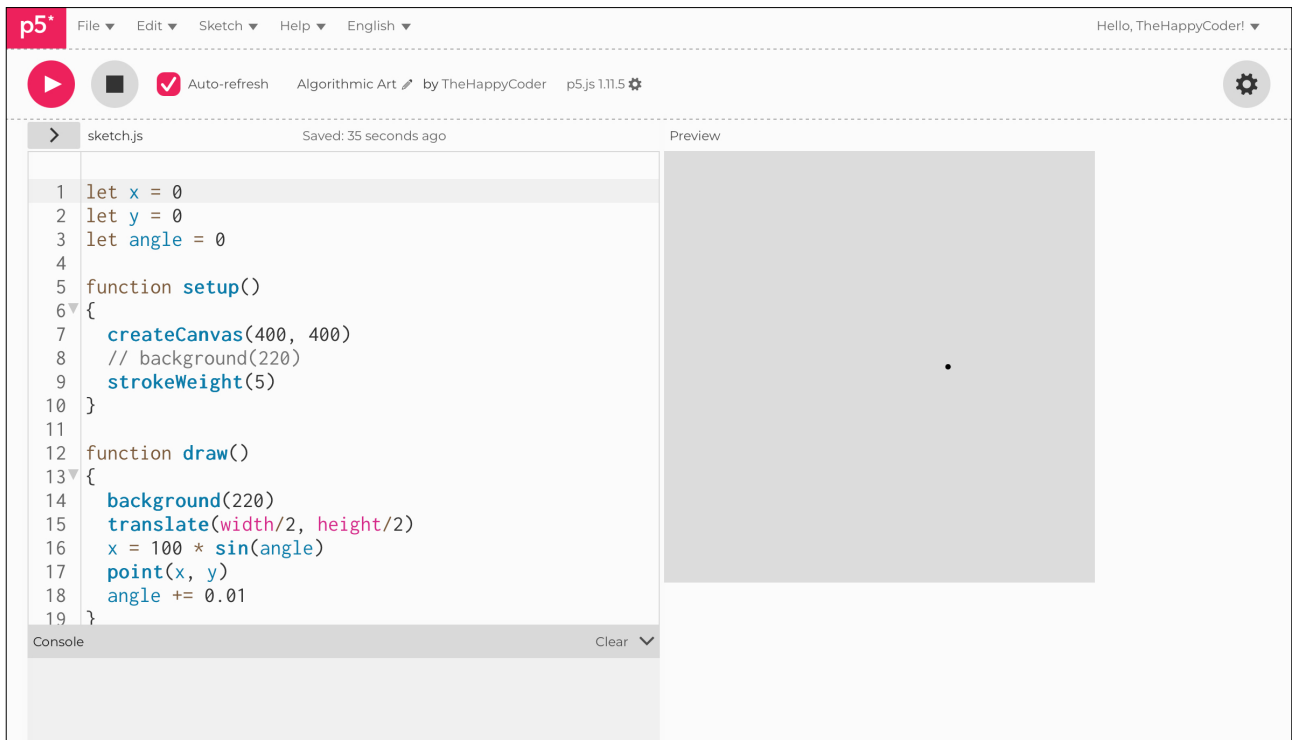 p5* File Edit Sketch Help English Hello, TheHappyCoder!
Auto-refresh Algorithmic Art by TheHappyCoder p5.js 1.11.5
sketch.js Saved: 35 seconds ago Preview
1 let x = 0
2 let y = 0
3 let angle = 0
4
5 function setup()
6 {
7 createCanvas(400, 400)
8 // background(220)
9 strokeWeight(5)
10 }
11
12 function draw()
13 {
14 background(220)
15 translate(width/2, height/2)
16 x = 100 * sin(angle)
17 point(x, y)
18 angle += 0.01
19 }
Console Clear